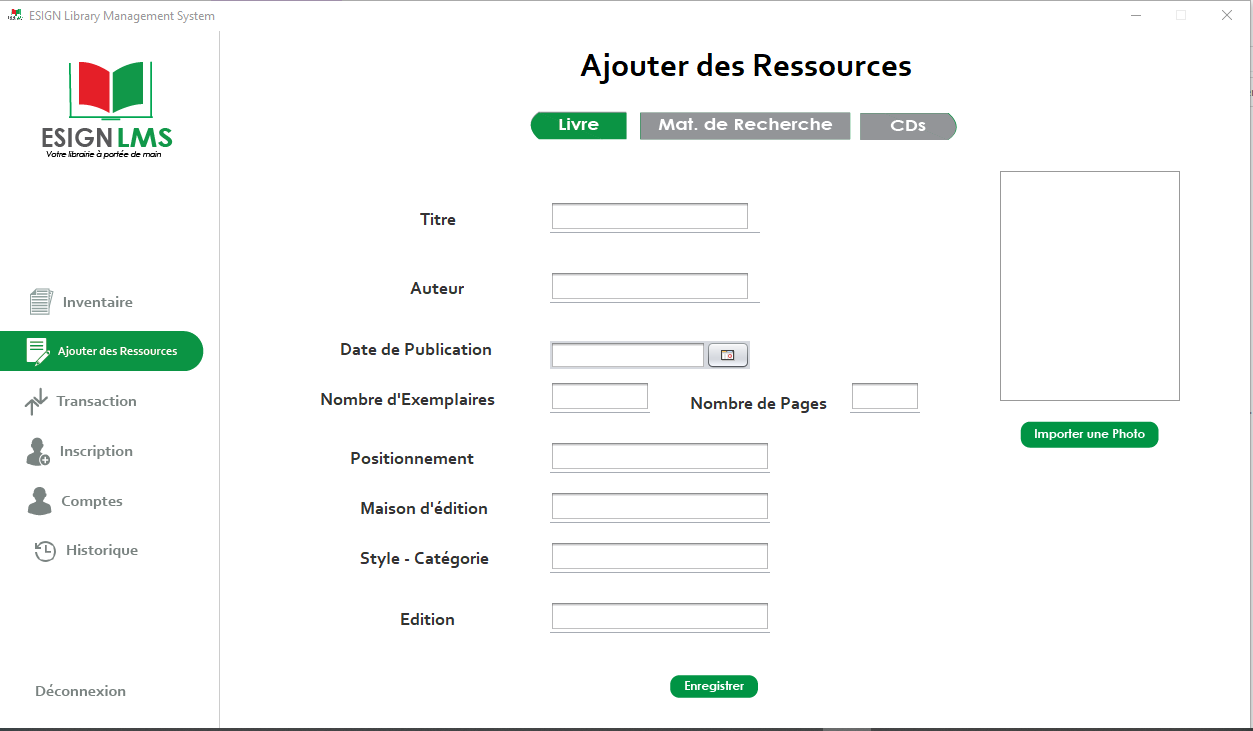 ESIGN Library Management System
ESIGN LMS
Votre librairie à portée de main
Inventaire
Ajouter des Ressources
Transaction
Inscription
Comptes
Historique
Déconnexion
Ajouter des Ressources
Livre
Mat. de Recherche
CDs
Titre
Auteur
Date de Publication
Nombre d'Exemplaires
Nombre de Pages
Positionnement
Maison d'édition
Style - Catégorie
Edition
Importer une Photo
Enregistrer